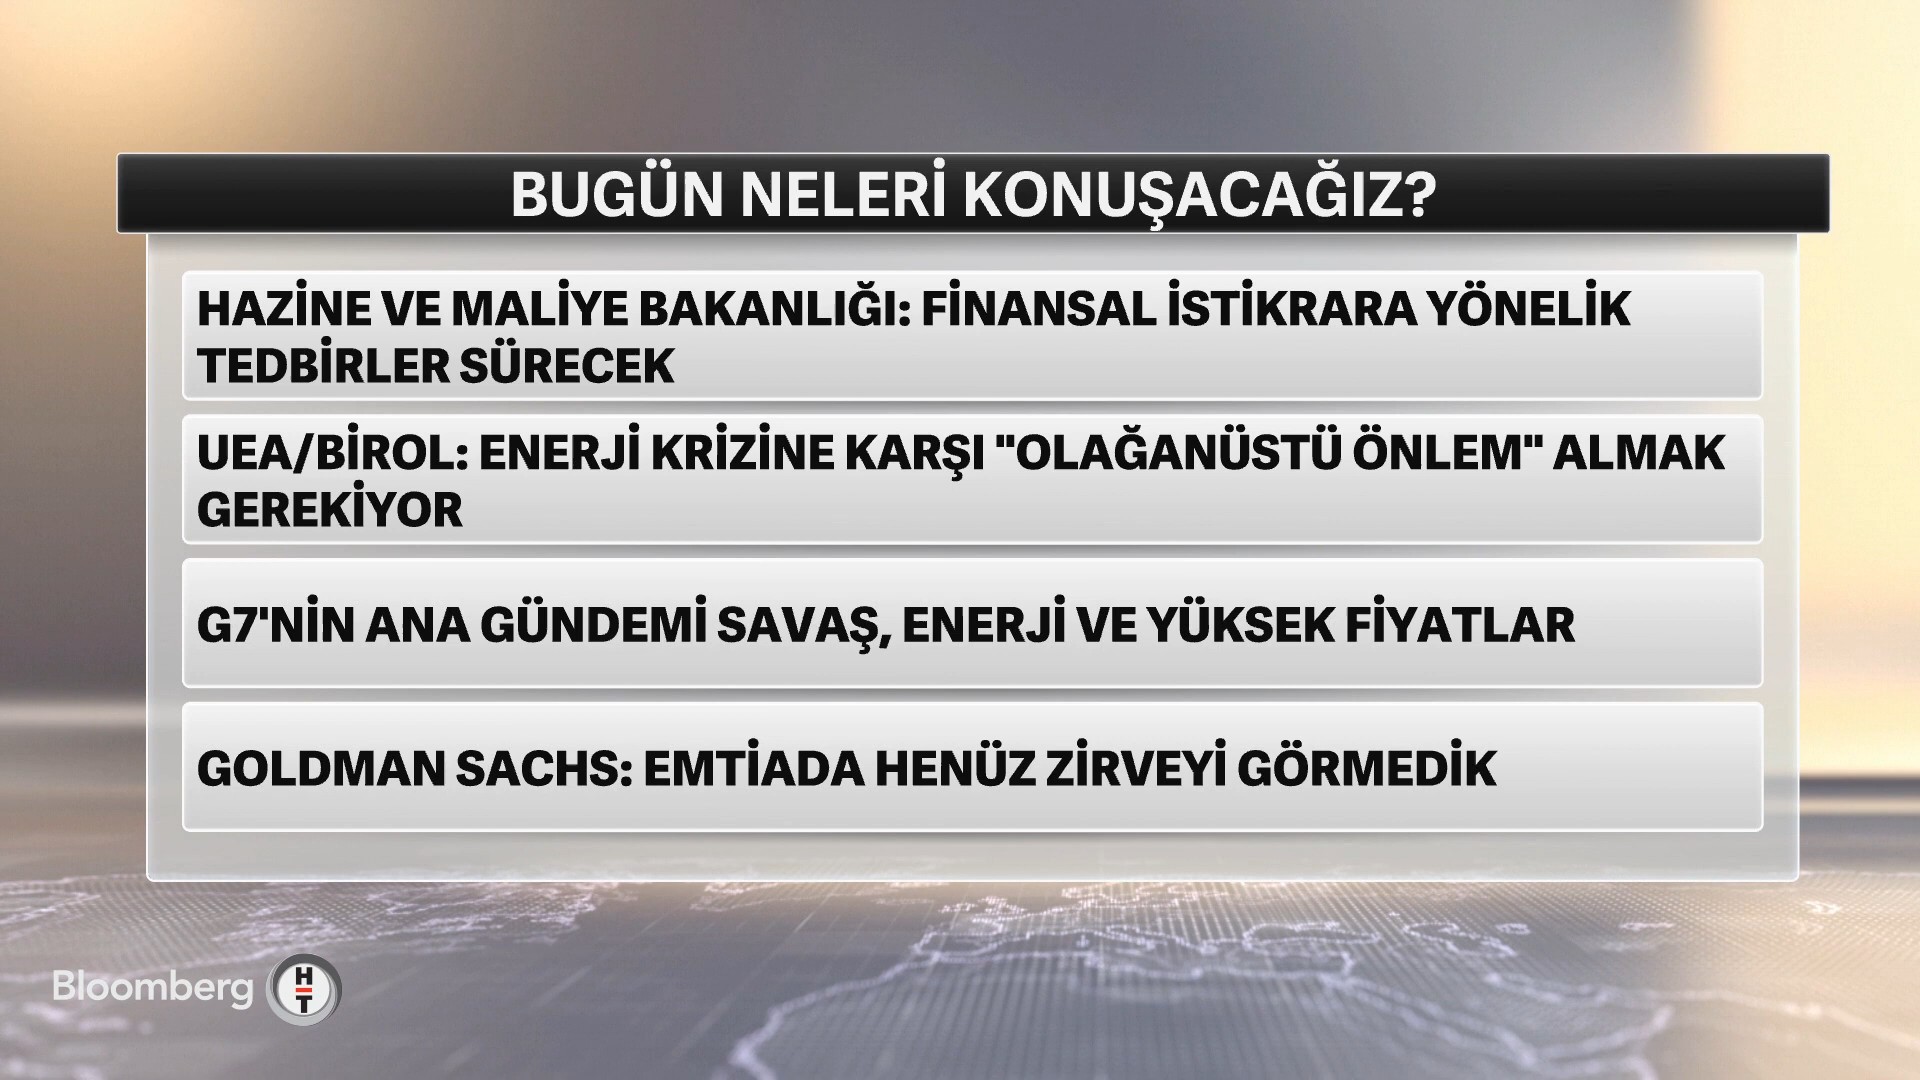 BUGÜN NELERİ KONUŞACAĞIZ?
HAZİNE VE MALİYE BAKANLIĞI: FİNANSAL İSTİKRARA YÖNELİK
TEDBİRLER SÜRECEK
UEA/BİROL: ENERJİ KRİZİNE KARŞI "OLAĞANÜSTÜ ÖNLEM" ALMAK
GEREKİYOR
G7'NİN ANA GÜNDEMİ SAVAŞ, ENERJİ VE YÜKSEK FİYATLAR
GOLDMAN SACHS: EMTİADA HENÜZ ZİRVEYİ GÖRMEDİK
Bloomberg HT